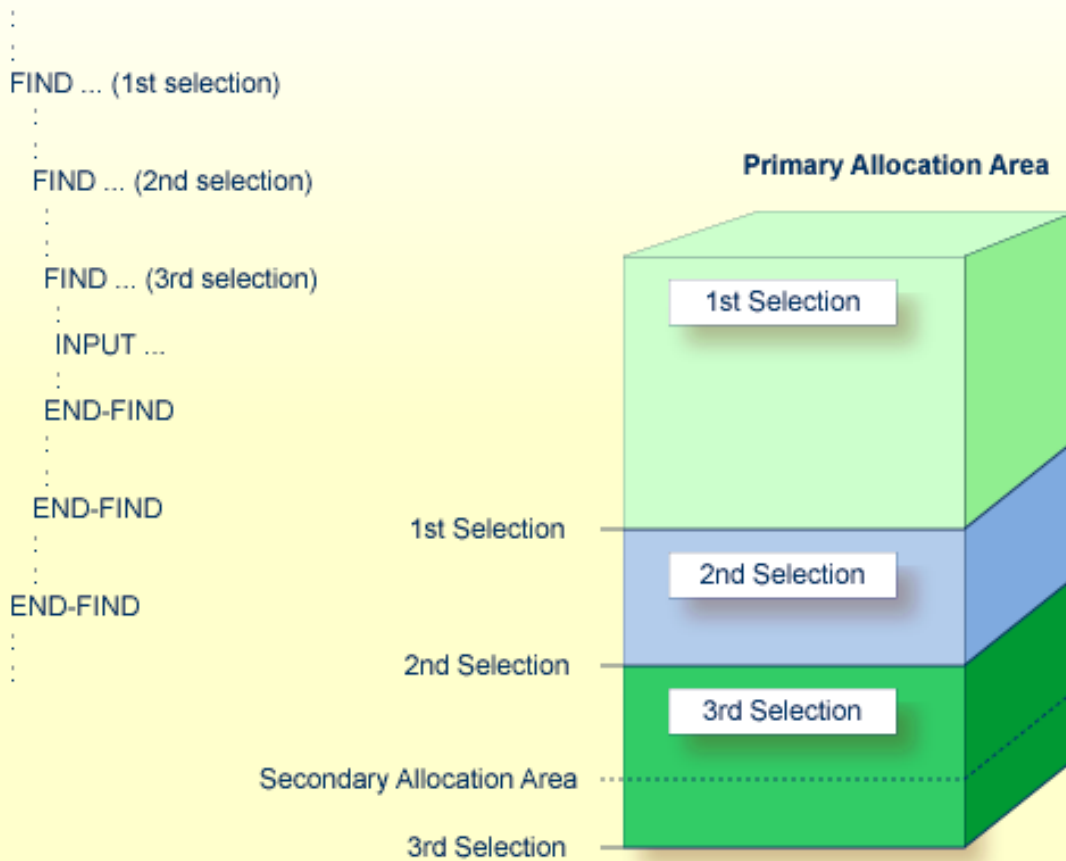 :
:
FIND ... (1st selection)
:
:
FIND ... (2nd selection)
:
:
FIND ... (3rd selection)
:
INPUT ...
:
END-FIND
:
:
END-FIND
:
:
END-FIND
:
:
Primary Allocation Area
1st Selection
1st Selection
2nd Selection
2nd Selection
3rd Selection
Secondary Allocation Area
3rd Selection